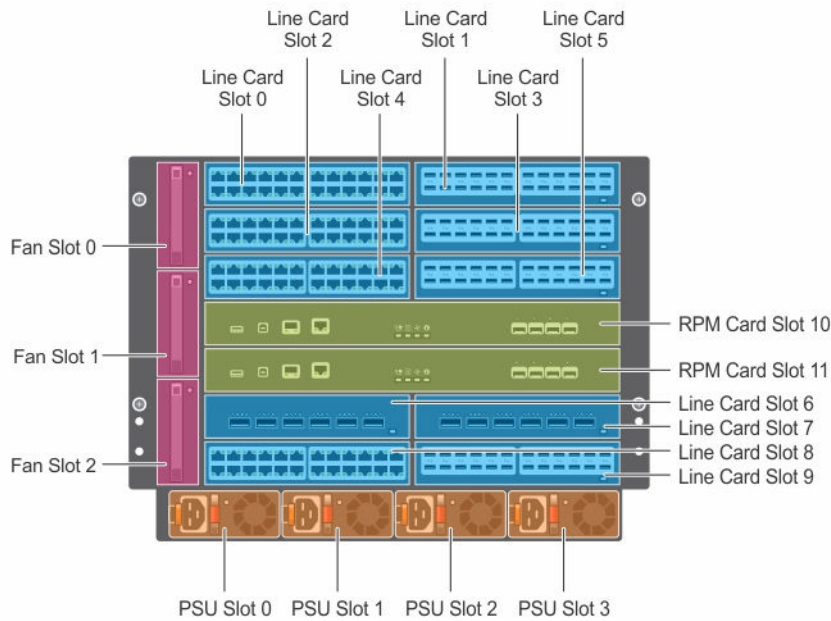 Line Card
Slot 2
Line Card
Slot 1
Line Card
Slot 5
Line Card
Slot 0
Line Card
Slot 4
Line Card
Slot 3
Fan Slot 0
Fan Slot 1
Fan Slot 2
RPM Card Slot 10
RPM Card Slot 11
Line Card Slot 6
Line Card Slot 7
Line Card Slot 8
Line Card Slot 9
PSU Slot 0
PSU Slot 1
PSU Slot 2
PSU Slot 3